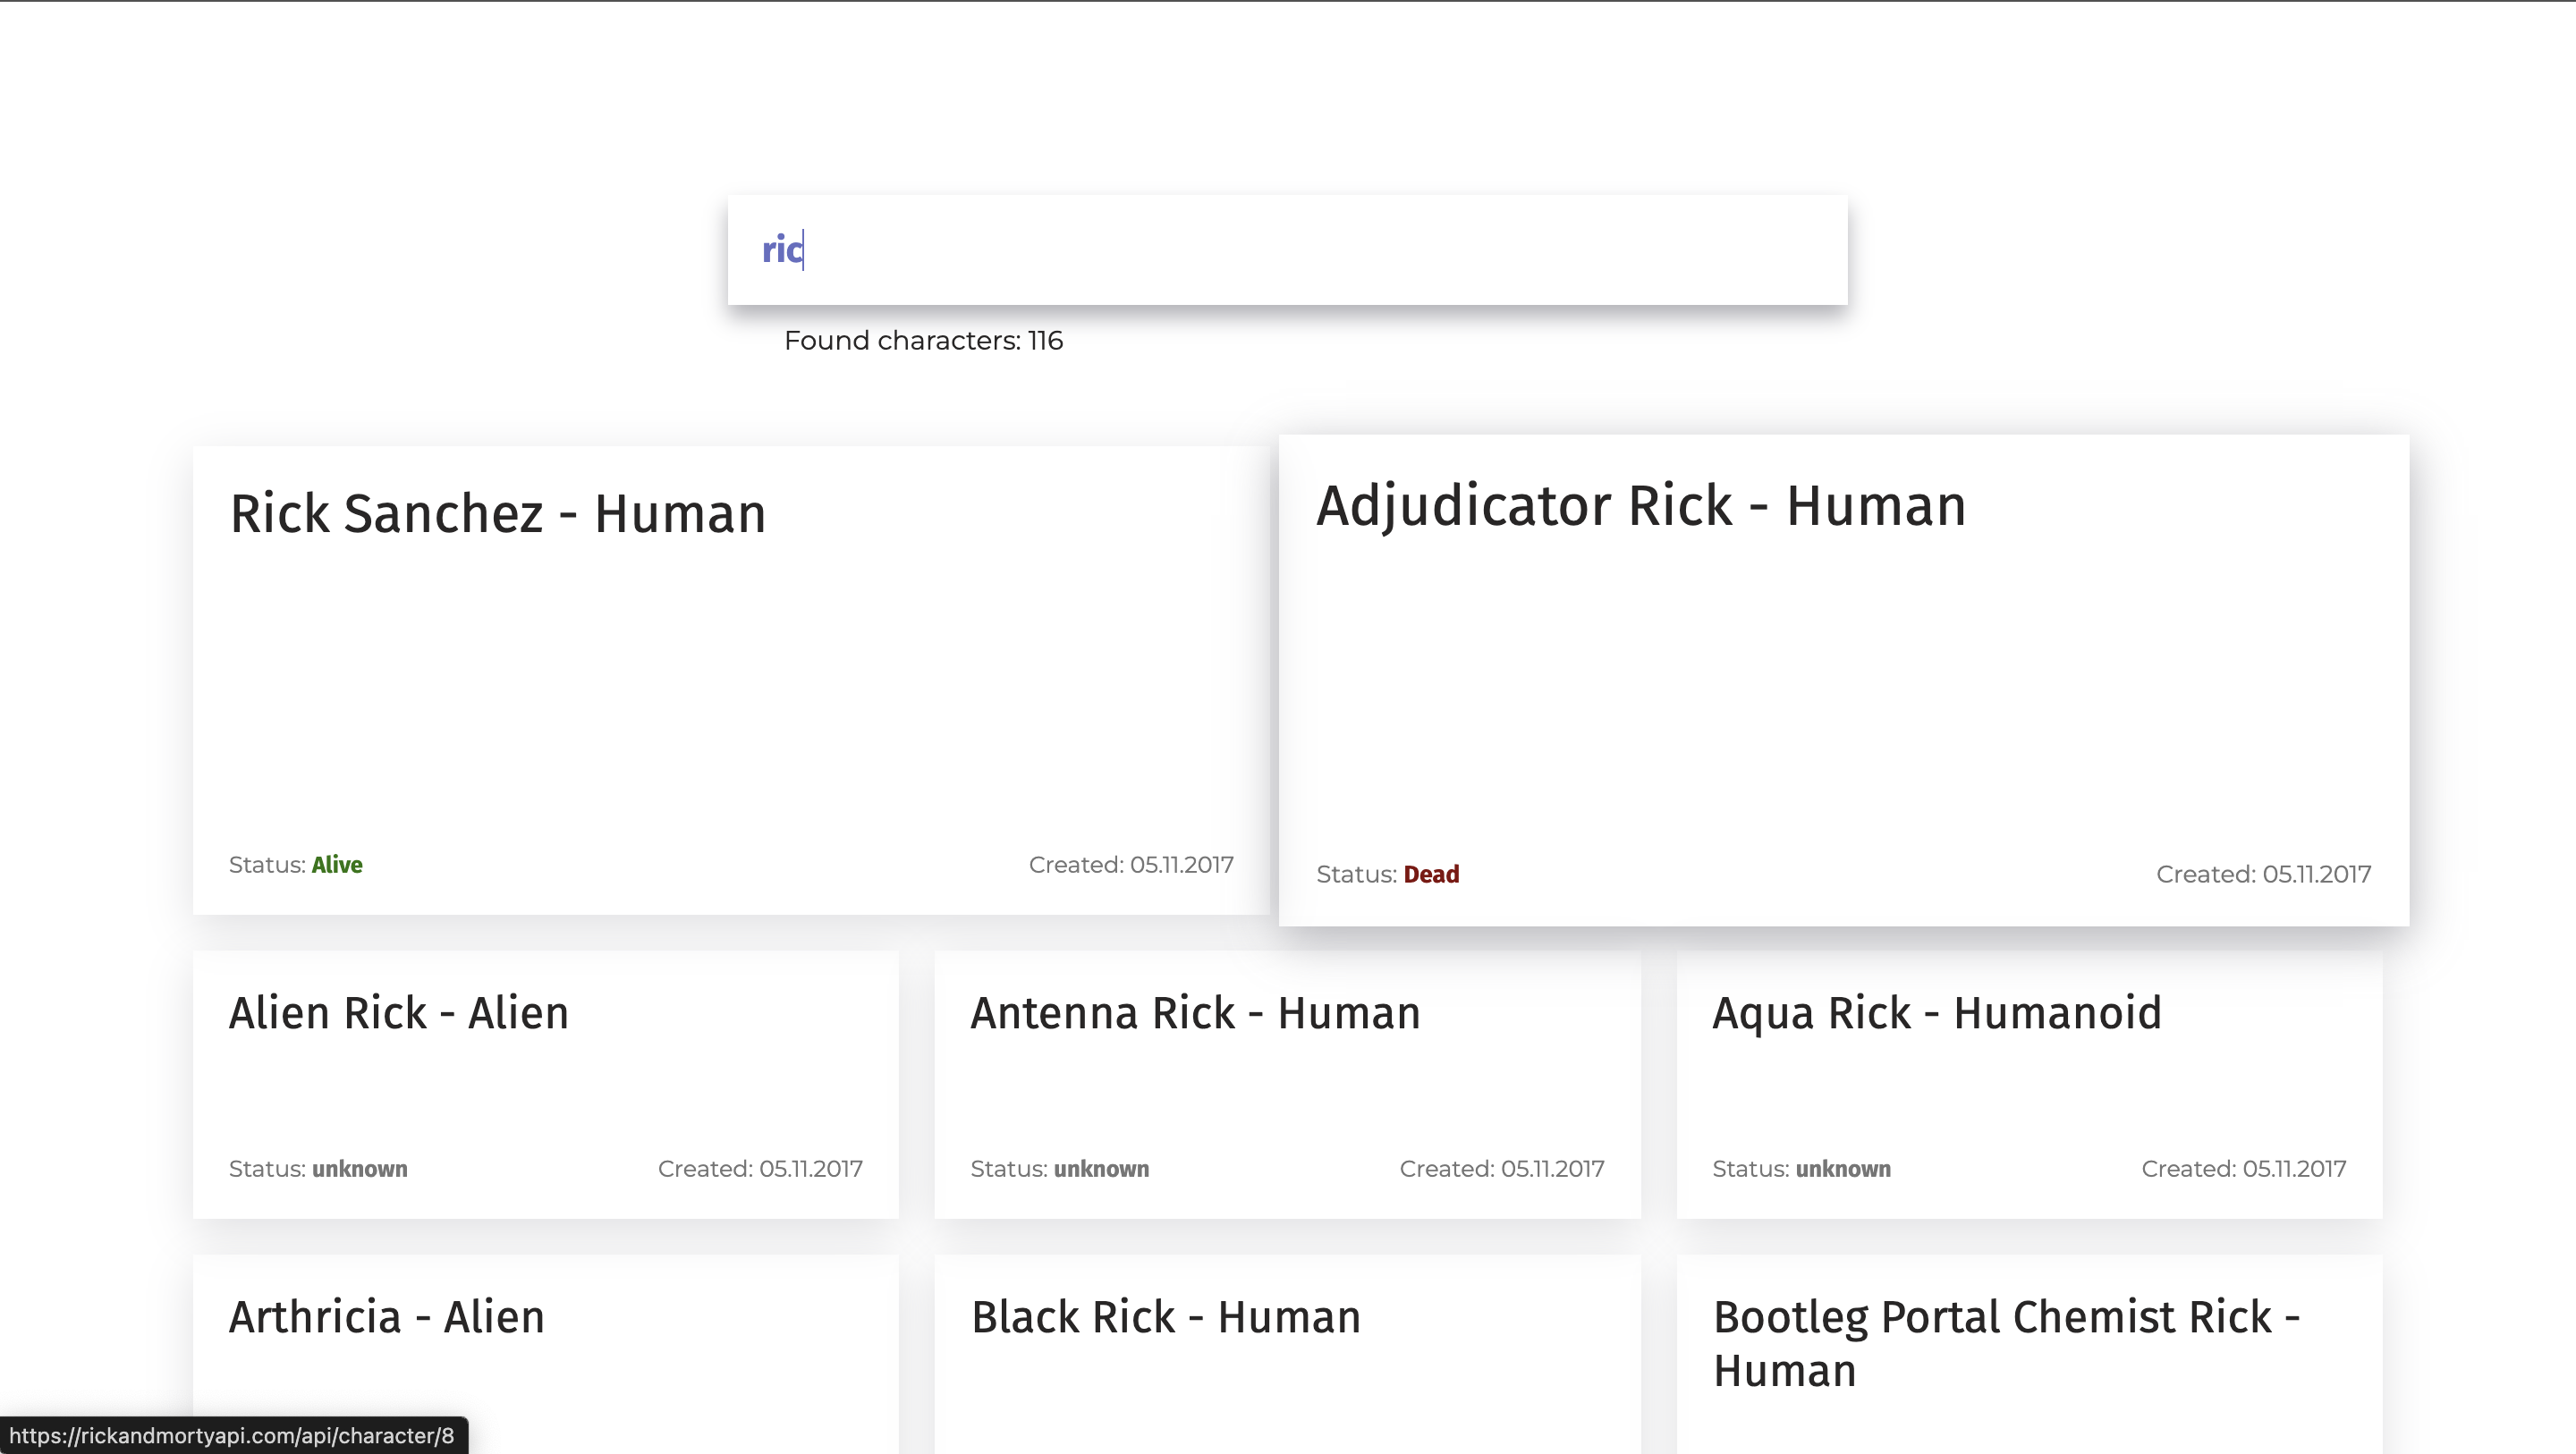 ric
Found characters: 116
Rick Sanchez - Human
Status: Alive
Created: 05.11.2017
Adjudicator Rick - Human
Status: Dead
Created: 05.11.2017
Alien Rick - Alien
Status: unknown
Created: 05.11.2017
Antenna Rick - Human
Status: unknown
Created: 05.11.2017
Aqua Rick - Humanoid
Status: unknown
Created: 05.11.2017
Arthricia - Alien
Black Rick - Human
Bootleg Portal Chemist Rick -
Human
https://rickandmortyapi.com/api/character/8